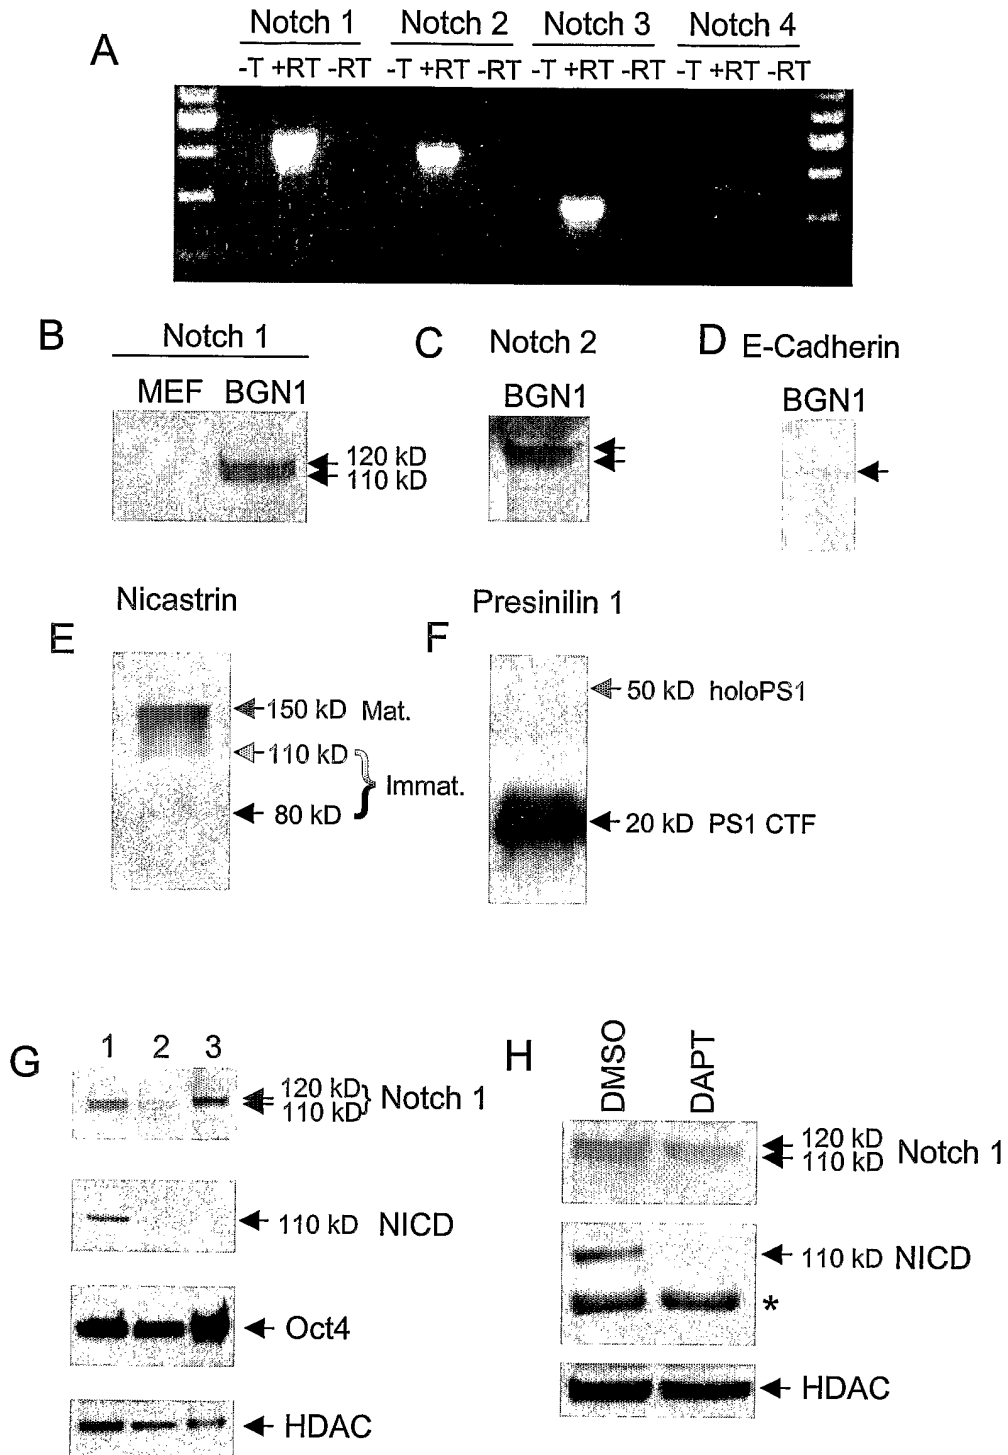 A
Notch 1 Notch 2 Notch 3 Notch 4
-T +RT -RT -T +RT -RT -T +RT -RT -T +RT -RT
B
Notch 1
MEF BGN1
120 kD
110 kD
C
Notch 2
BGN1
D
E-Cadherin
BGN1
Nicastrin
E
150 kD Mat.
110 kD
80 kD
Immat.
Presinilin 1
F
50 kD holoPS1
20 kD PS1 CTF
G
1 2 3
120 kD
110 kD
Notch 1
110 kD NICD
Oct4
HDAC
H
DMSO
DAPT
120 kD
110 kD
Notch 1
110 kD NICD
*
HDAC